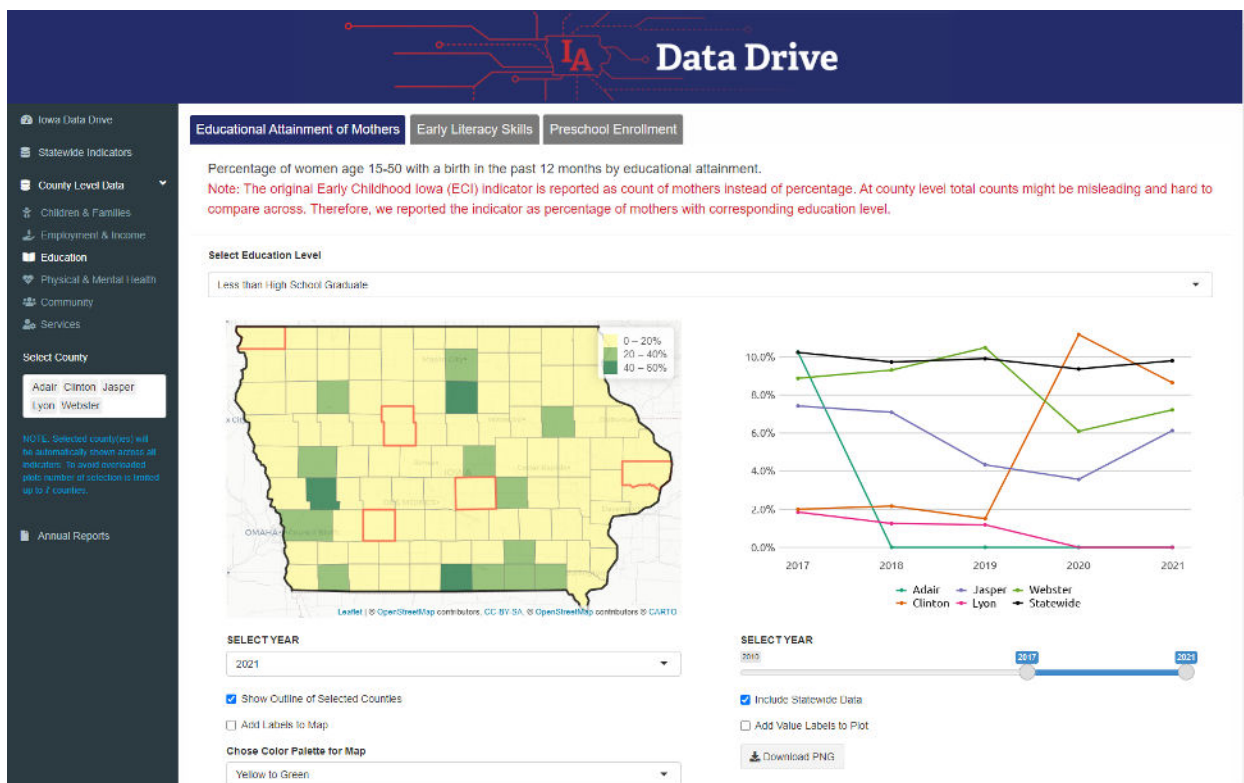 IA Data Drive
Iowa Data Drive
Statewide Indicators
County Level Data
Children & Families
Employment & Income
Education
Physical & Mental Health
Community
Services
Select County
Adair Clinton Jasper
Lyon Webster
NOTE. Selected county(ies) will
be automatically shown across all
indicators. To avoid overloaded
plots number of selection is limited
up to 7 counties.
Annual Reports
Educational Attainment of Mothers Early Literacy Skills Preschool Enrollment
Percentage of women age 15-50 with a birth in the past 12 months by educational attainment.
Note: The original Early Childhood Iowa (ECI) indicator is reported as count of mothers instead of percentage. At county level total counts might be misleading and hard to
compare across. Therefore, we reported the indicator as percentage of mothers with corresponding education level.
Select Education Level
Less than High School Graduate
0 – 20%
20 – 40%
40 – 60%
IOWA
OMAHA
Leaflet | © OpenStreetMap contributors, CC-BY-SA, © OpenStreetMap contributors © CARTO
SELECT YEAR
2021
Show Outline of Selected Counties
Add Labels to Map
Chose Color Palette for Map
Yellow to Green
10.0%
8.0%
6.0%
4.0%
2.0%
0.0%
2017 2018 2019 2020 2021
Adair Jasper Webster
Clinton Lyon Statewide
SELECT YEAR
2010 2017 2021
Include Statewide Data
Add Value Labels to Plot
Download PNG